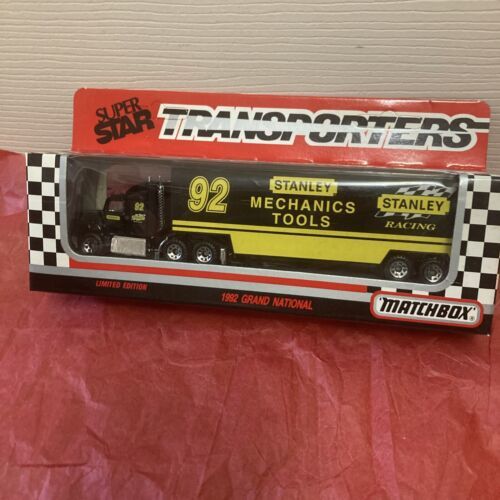 SUPER
STAR
TRANSPORTERS
92
STANLEY
MECHANICS
TOOLS
STANLEY
RACING
92
LIMITED EDITION
1992 GRAND NATIONAL
MATCHBOX®